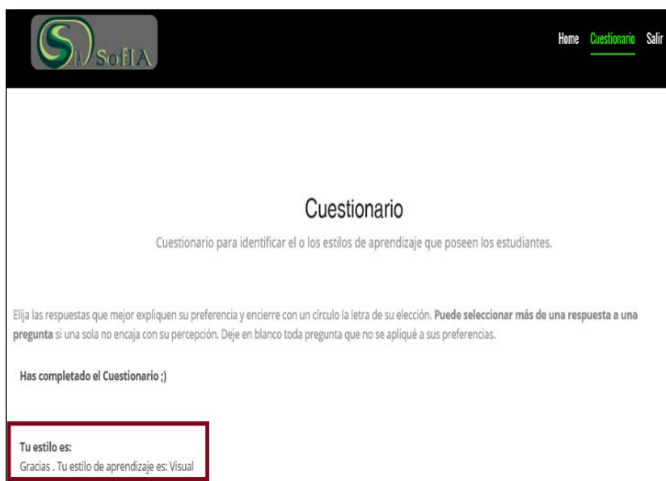 SofIA
Home Cuestionario Salir
Cuestionario
Cuestionario para identificar el o los estilos de aprendizaje que poseen los estudiantes.
Elija las respuestas que mejor expliquen su preferencia y encierre con un círculo la letra de su elección. Puede seleccionar más de una respuesta a una
pregunta si una sola no encaja con su percepción. Deje en blanco toda pregunta que no se apliqué a sus preferencias.
Has completado el Cuestionario ;)
Tu estilo es:
Gracias . Tu estilo de aprendizaje es: Visual